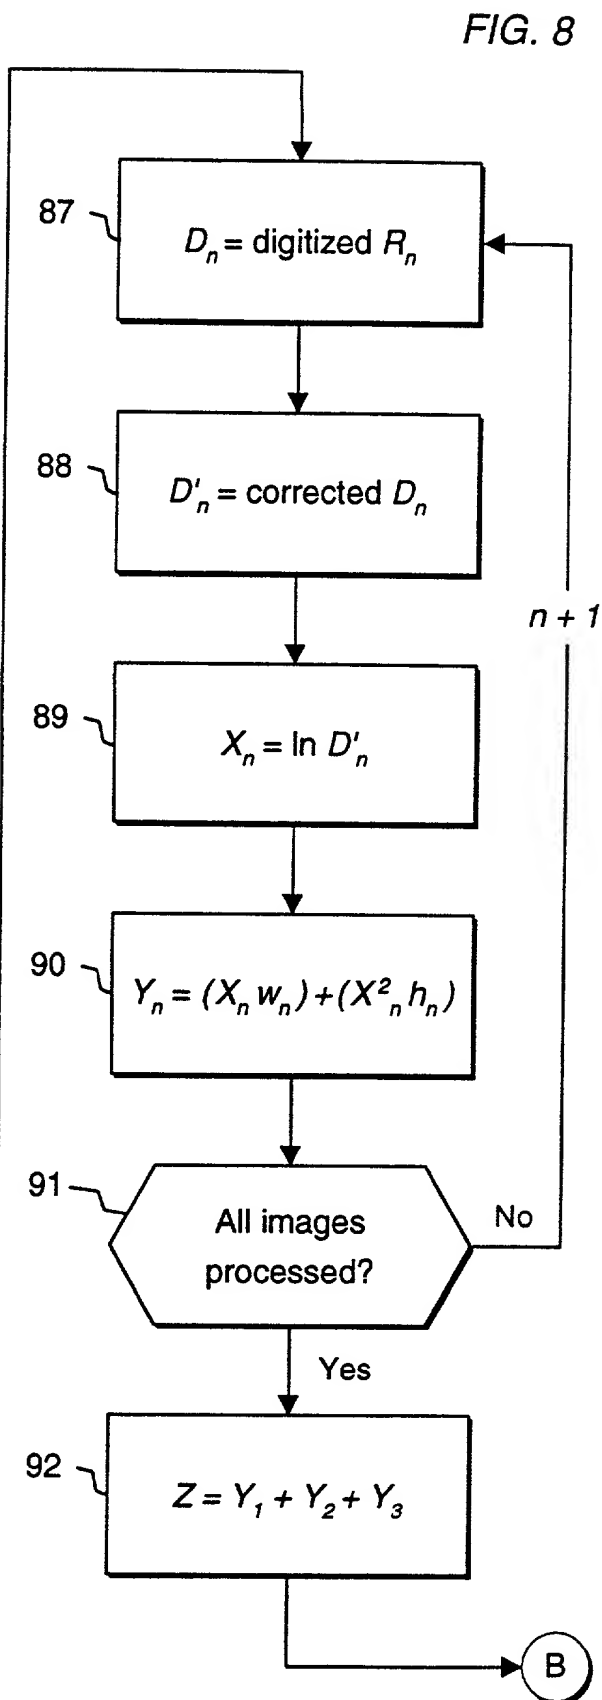 FIG. 8
87
Dₙ = digitized Rₙ
88
D'ₙ = corrected Dₙ
n + 1
89
Xₙ = ln D'ₙ
90
Yₙ = (Xₙ wₙ) + (X²ₙ hₙ)
91
All images
processed?
No
Yes
92
Z = Y₁ + Y₂ + Y₃
B